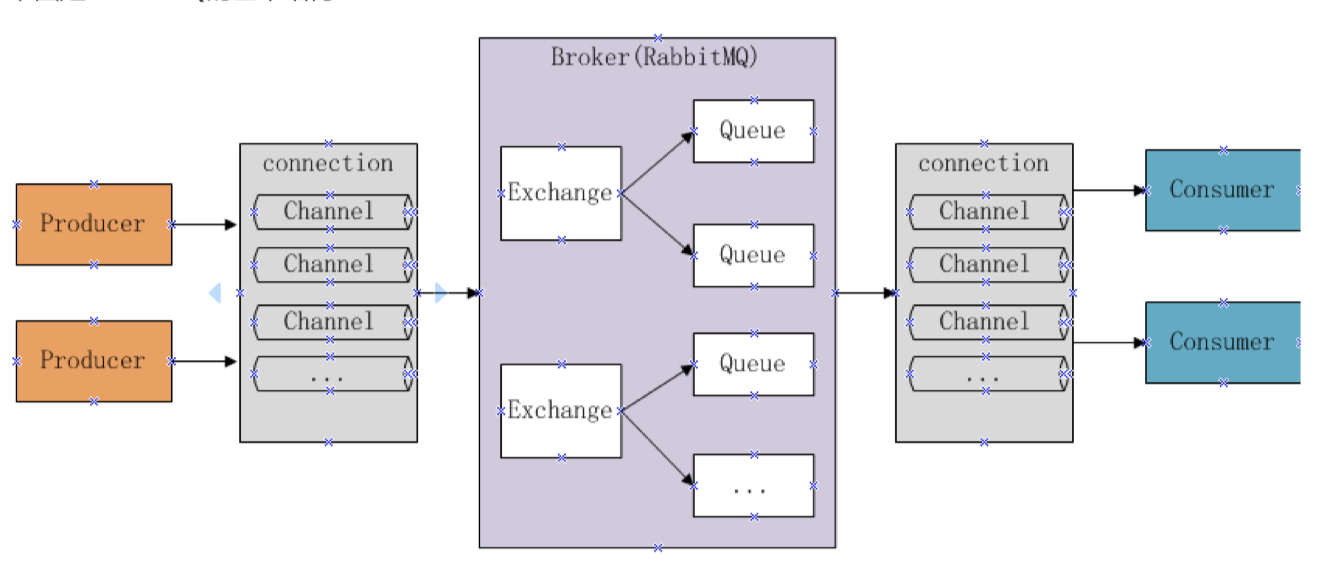 Broker(RabbitMQ)
Producer
Producer
connection
Channel
Channel
Channel
...
Exchange
Queue
Queue
Exchange
Queue
...
connection
Channel
Channel
Channel
...
Consumer
Consumer